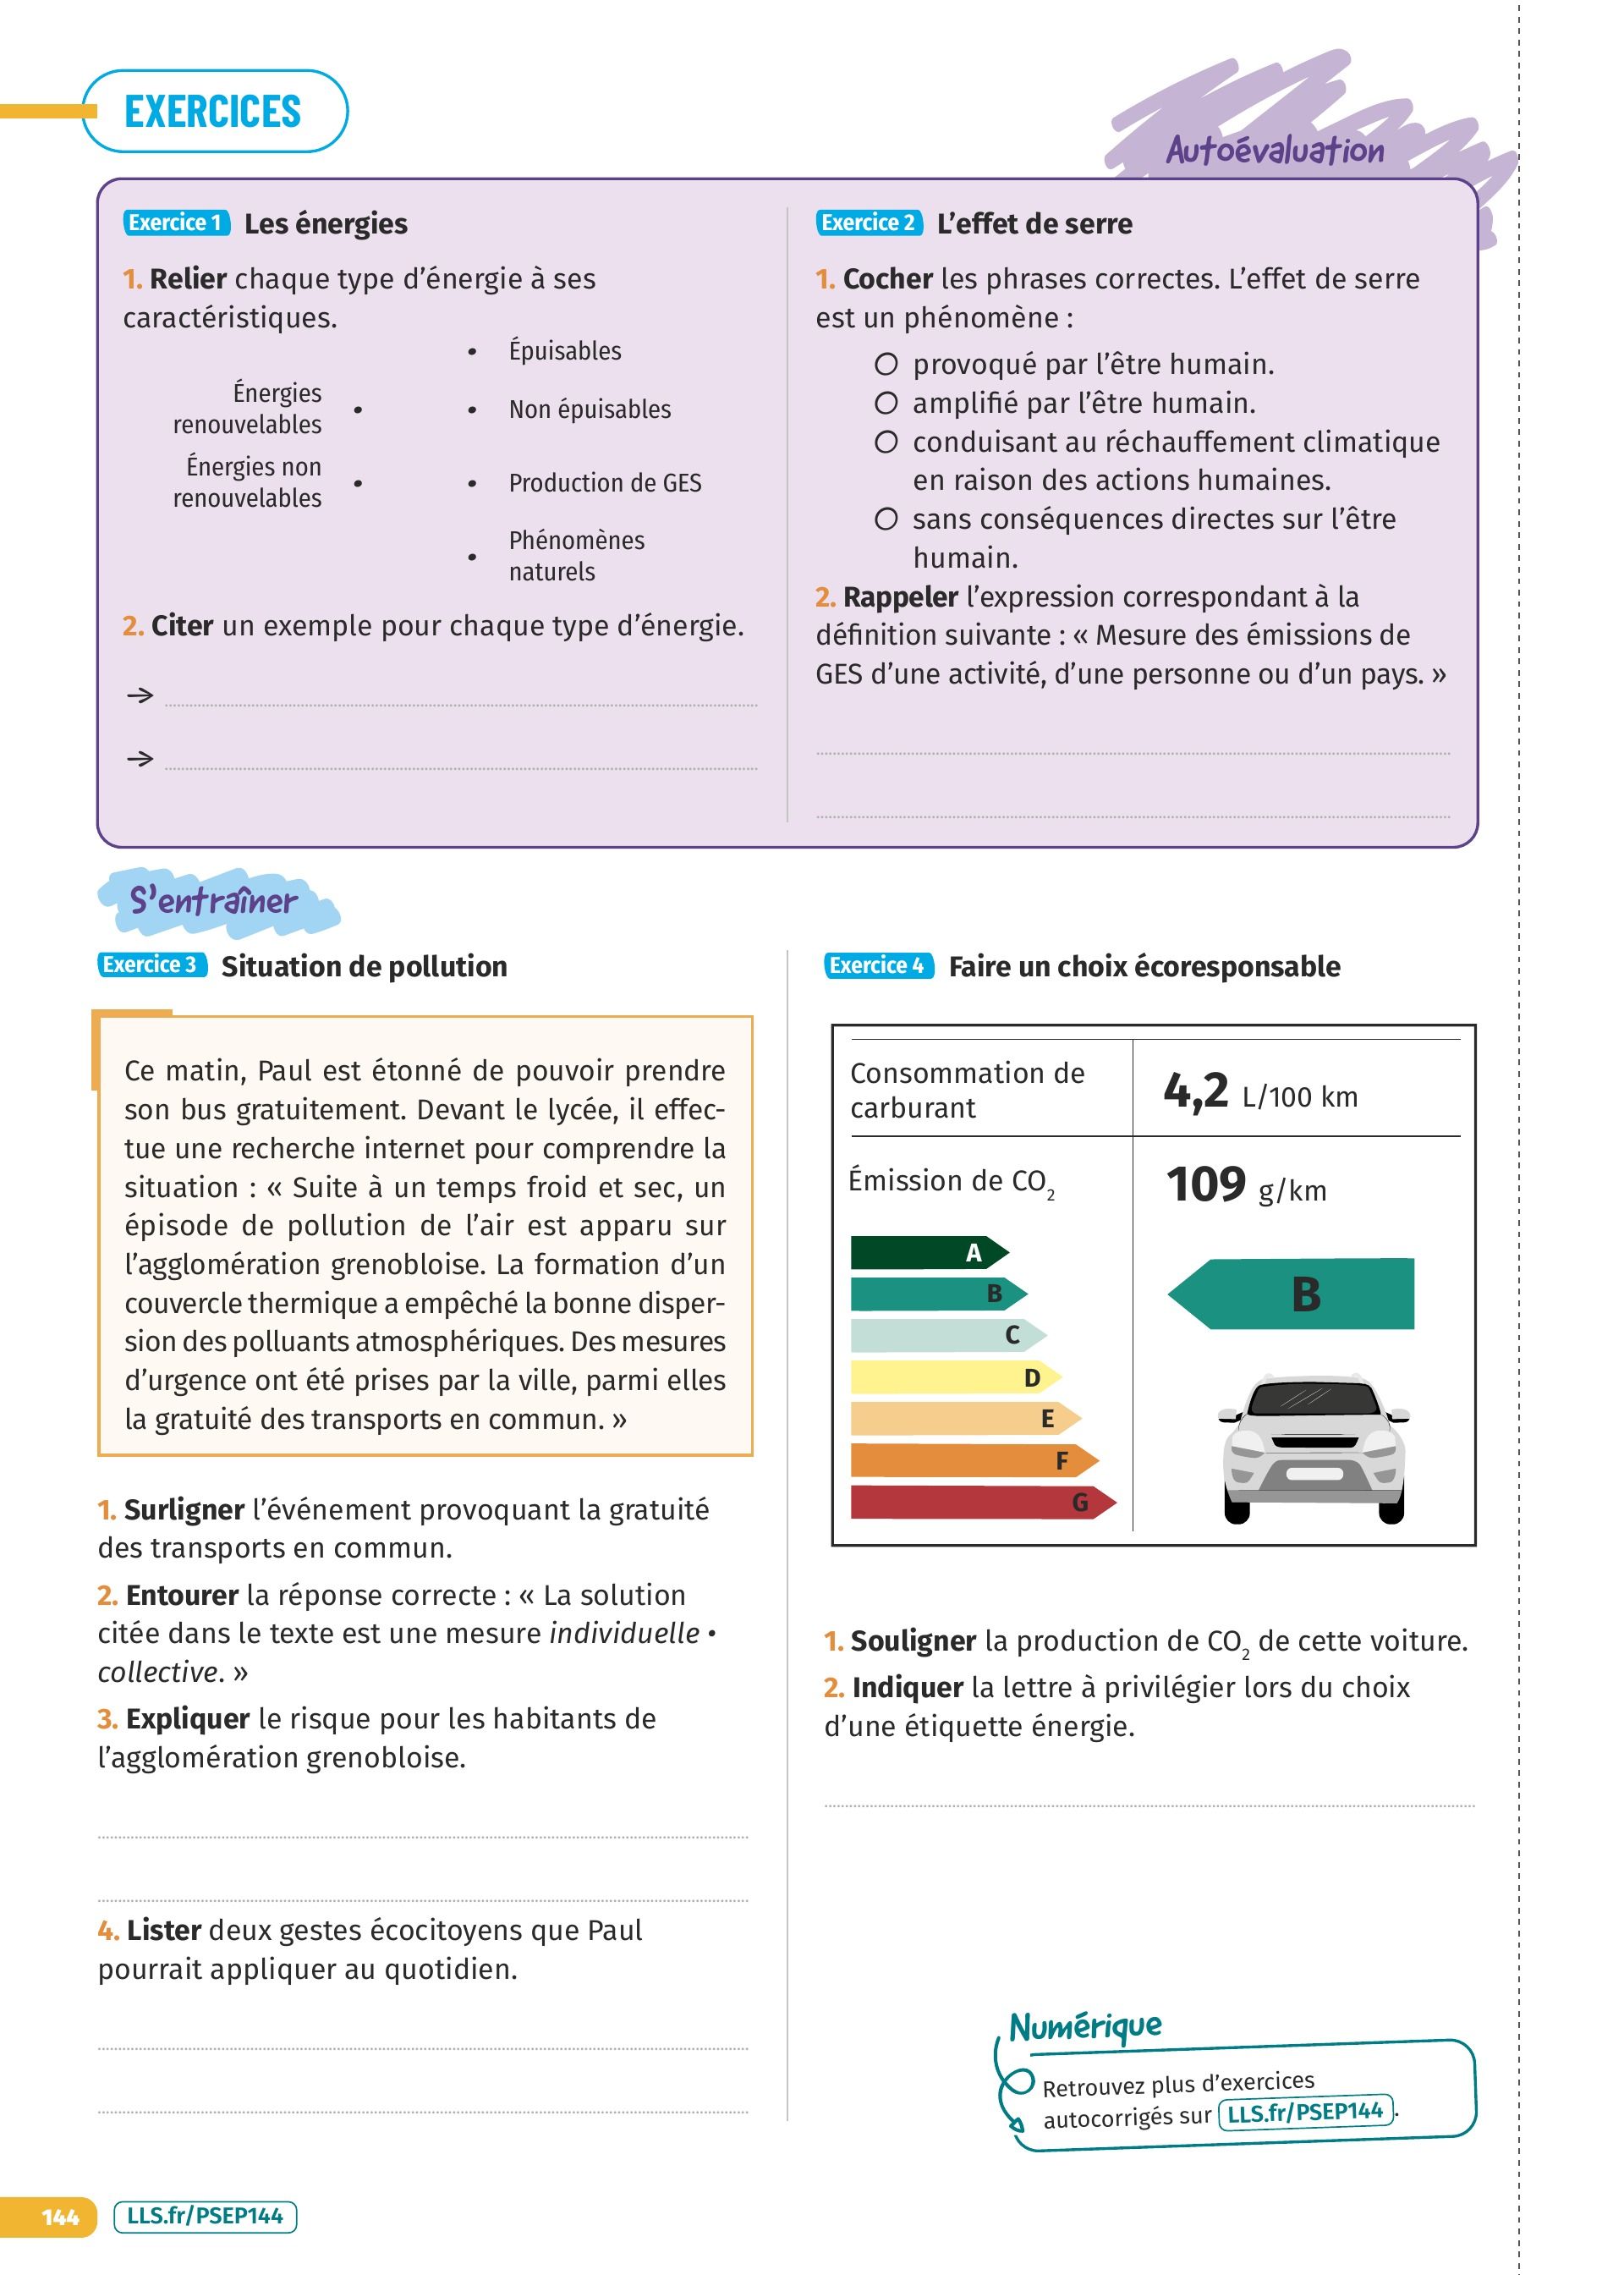 EXERCICES
Autoévaluation
Exercice 1 Les énergies
1. Relier chaque type d’énergie à ses
caractéristiques.
• Épuisables
Énergies
renouvelables •
• Non épuisables
Énergies non
renouvelables •
• Production de GES
• Phénomènes
naturels
2. Citer un exemple pour chaque type d’énergie.
→
→
Exercice 2 L’effet de serre
1. Cocher les phrases correctes. L’effet de serre
est un phénomène :
provoqué par l’être humain.
amplifié par l’être humain.
conduisant au réchauffement climatique
en raison des actions humaines.
sans conséquences directes sur l’être
humain.
2. Rappeler l’expression correspondant à la
définition suivante : « Mesure des émissions de
GES d’une activité, d’une personne ou d’un pays. »
S’entraîner
Exercice 3 Situation de pollution
Ce matin, Paul est étonné de pouvoir prendre
son bus gratuitement. Devant le lycée, il effec-
tue une recherche internet pour comprendre la
situation : « Suite à un temps froid et sec, un
épisode de pollution de l’air est apparu sur
l’agglomération grenobloise. La formation d’un
couvercle thermique a empêché la bonne disper-
sion des polluants atmosphériques. Des mesures
d’urgence ont été prises par la ville, parmi elles
la gratuité des transports en commun. »
1. Surligner l’événement provoquant la gratuité
des transports en commun.
2. Entourer la réponse correcte : « La solution
citée dans le texte est une mesure individuelle •
collective. »
3. Expliquer le risque pour les habitants de
l’agglomération grenobloise.
4. Lister deux gestes écocitoyens que Paul
pourrait appliquer au quotidien.
Exercice 4 Faire un choix écoresponsable
Consommation de
carburant
4,2 L/100 km
Émission de CO₂
109 g/km
A
B
C
D
E
F
G
B
1. Souligner la production de CO₂ de cette voiture.
2. Indiquer la lettre à privilégier lors du choix
d’une étiquette énergie.
Numérique
Retrouvez plus d’exercices
autocorrigés sur LLS.fr/PSEP144.
144 LLS.fr/PSEP144